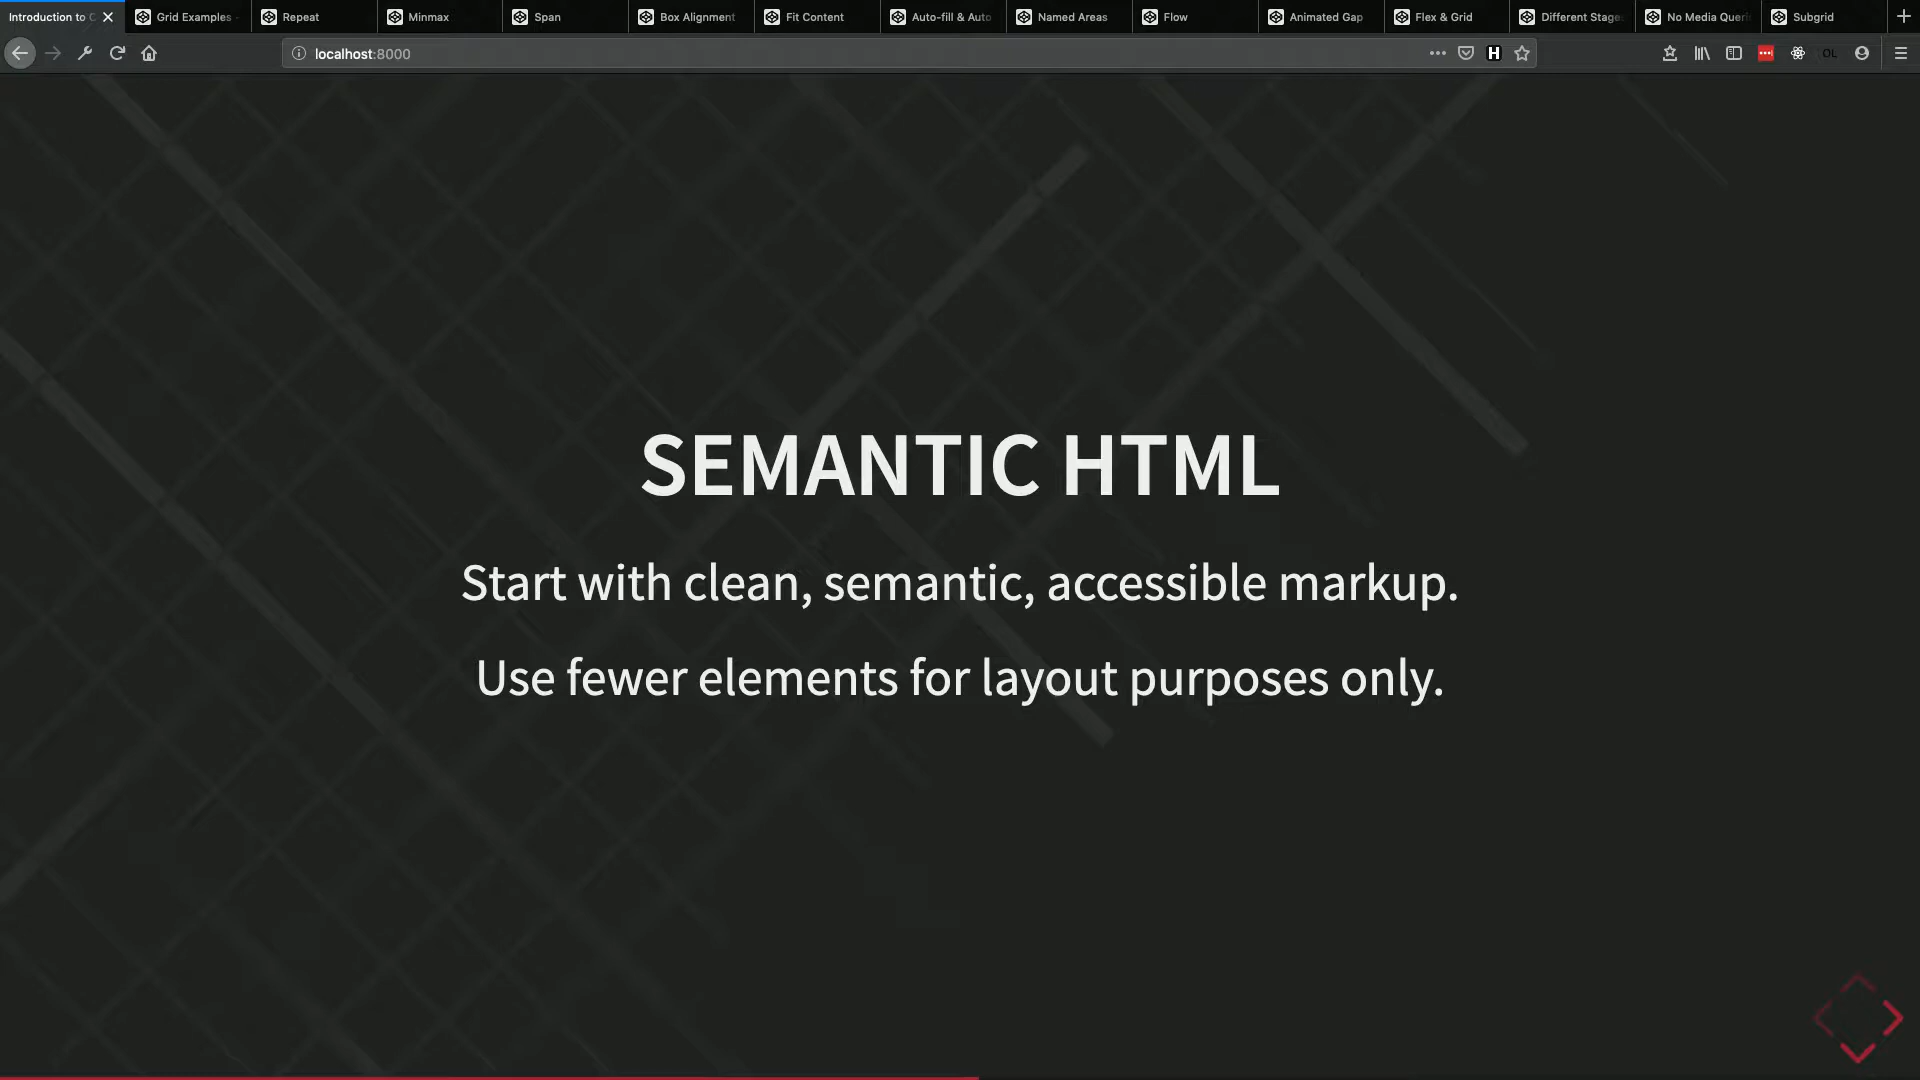 Introduction to C
Grid Examples -
Repeat
Minmax
Span
Box Alignment
Fit Content
Auto-fill & Auto
Named Areas
Flow
Animated Gap
Flex & Grid
Different Stage
No Media Queri
Subgrid
localhost:8000
H
OL
SEMANTIC HTML
Start with clean, semantic, accessible markup.
Use fewer elements for layout purposes only.